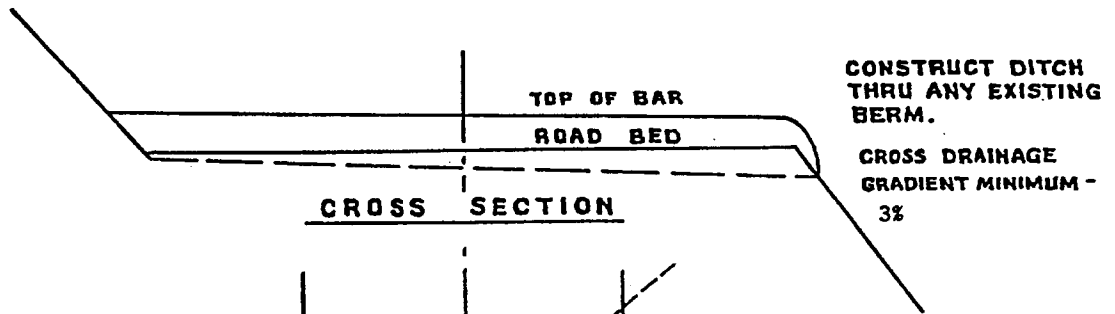 TOP OF BAR
ROAD BED
CROSS SECTION
CONSTRUCT DITCH
THRU ANY EXISTING
BERM.
CROSS DRAINAGE
GRADIENT MINIMUM -
3%